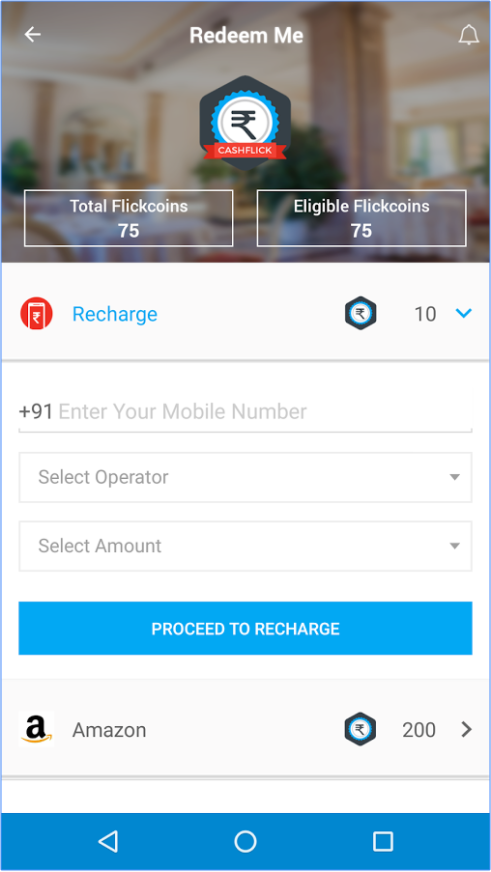 Redeem Me
₹
CASHFLICK
Total Flickcoins
75
Eligible Flickcoins
75
₹ Recharge ₹ 10
+91 Enter Your Mobile Number
Select Operator
Select Amount
PROCEED TO RECHARGE
a Amazon ₹ 200